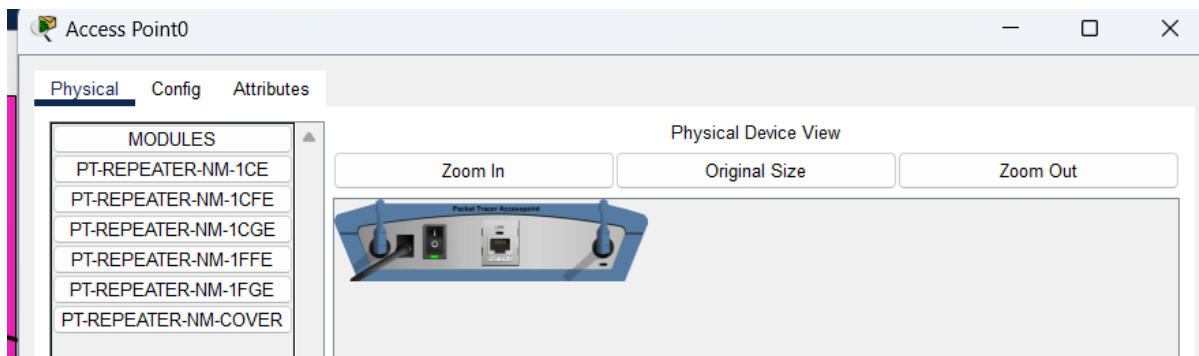 Access Point0
Physical Config Attributes
MODULES
PT-REPEATER-NM-1CE
PT-REPEATER-NM-1CFE
PT-REPEATER-NM-1CGE
PT-REPEATER-NM-1FFE
PT-REPEATER-NM-1FGE
PT-REPEATER-NM-COVER
Physical Device View
Zoom In Original Size Zoom Out
Packet Tracer Accesspoint